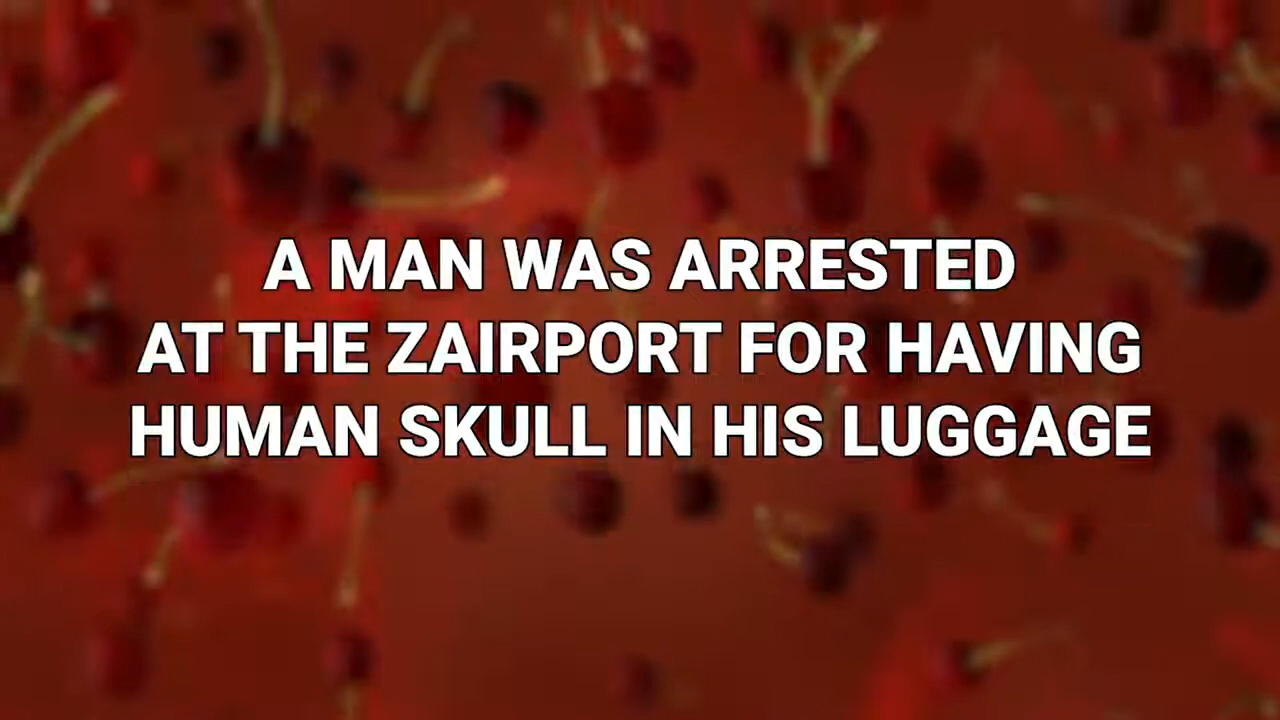 A MAN WAS ARRESTED
AT THE ZAIRPORT FOR HAVING
HUMAN SKULL IN HIS LUGGAGE